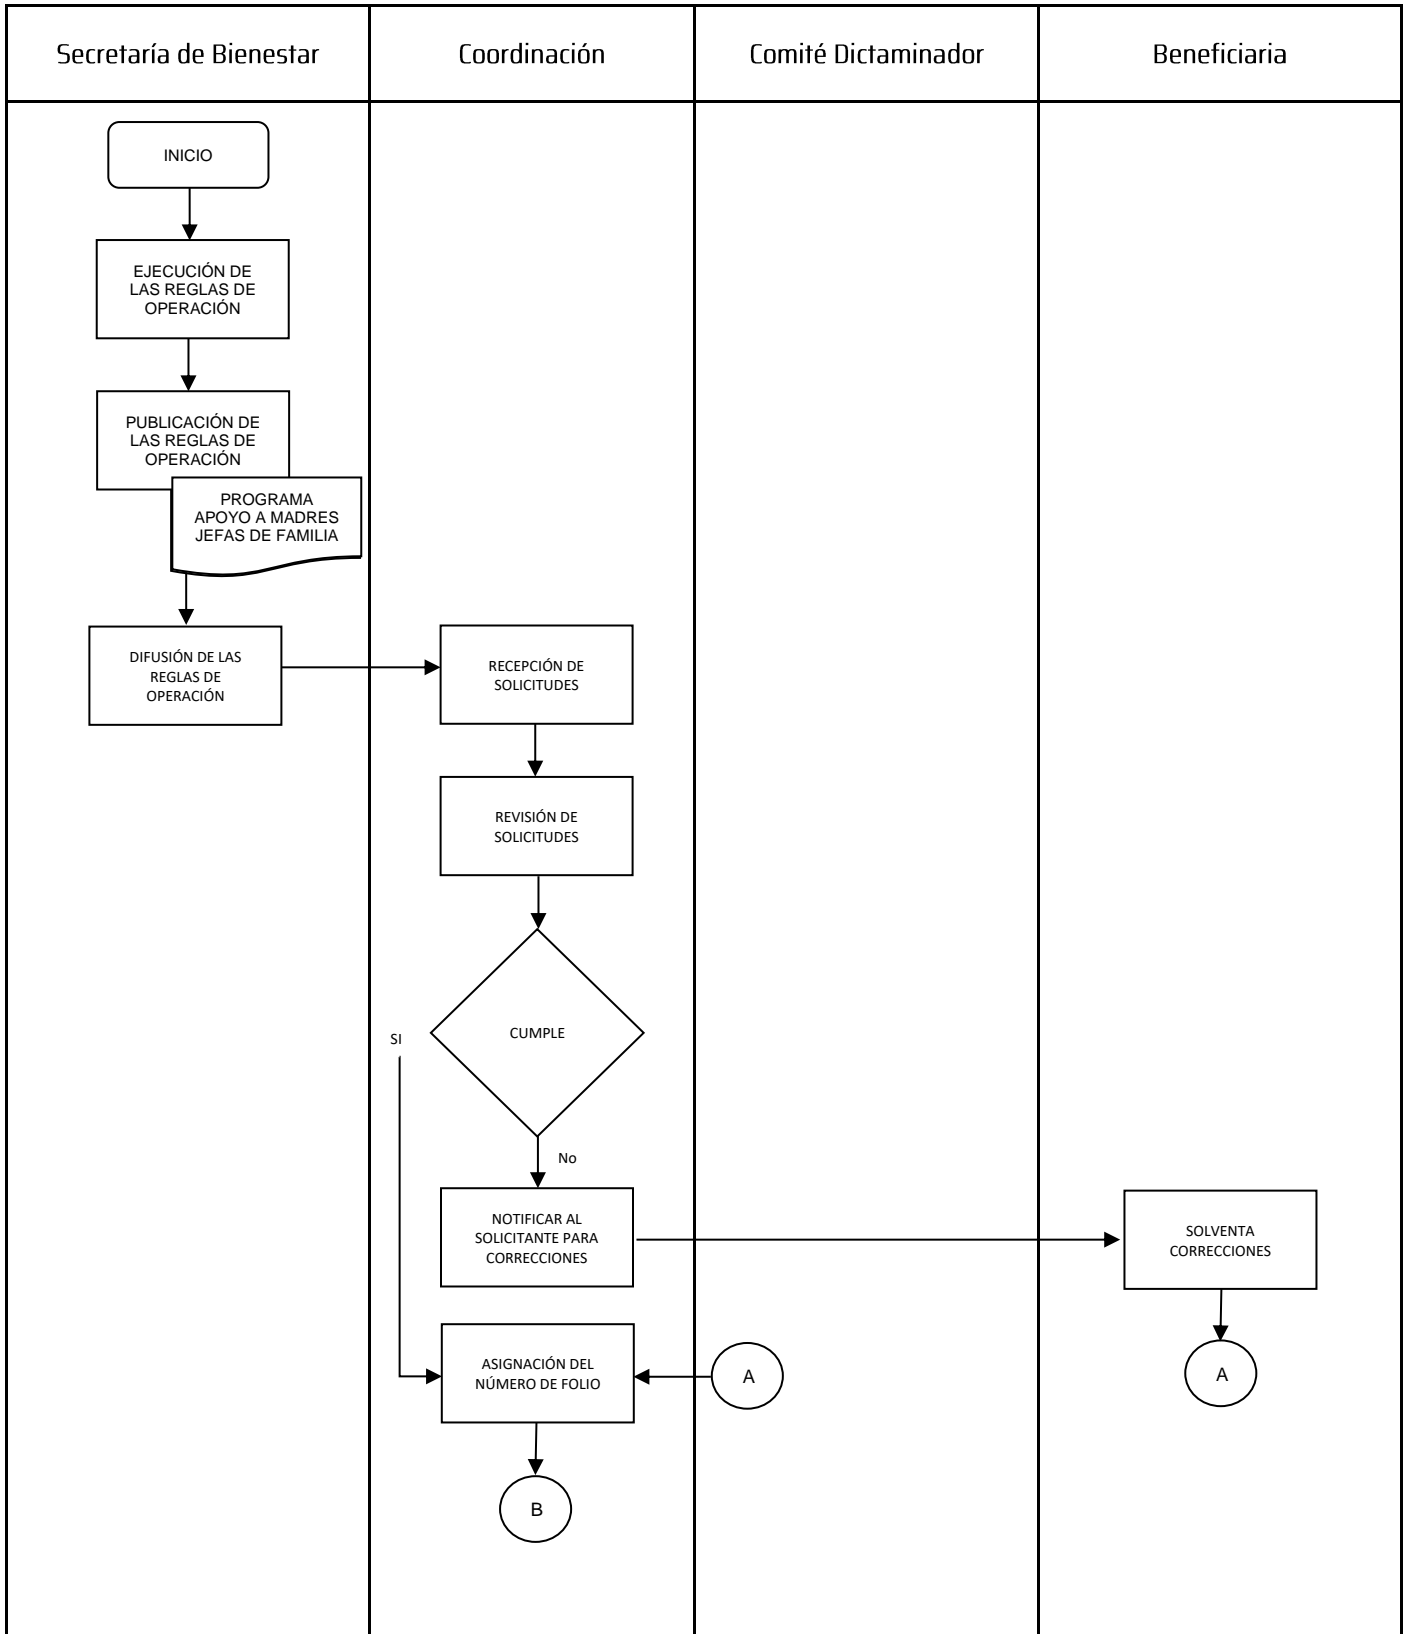 Secretaría de Bienestar
Coordinación
Comité Dictaminador
Beneficiaria
INICIO
EJECUCIÓN DE
LAS REGLAS DE
OPERACIÓN
PUBLICACIÓN DE
LAS REGLAS DE
OPERACIÓN
PROGRAMA
APOYO A MADRES
JEFAS DE FAMILIA
DIFUSIÓN DE LAS
REGLAS DE
OPERACIÓN
RECEPCIÓN DE
SOLICITUDES
REVISIÓN DE
SOLICITUDES
CUMPLE
SI
No
NOTIFICAR AL
SOLICITANTE PARA
CORRECCIONES
SOLVENTA
CORRECCIONES
ASIGNACIÓN DEL
NÚMERO DE FOLIO
A
A
B